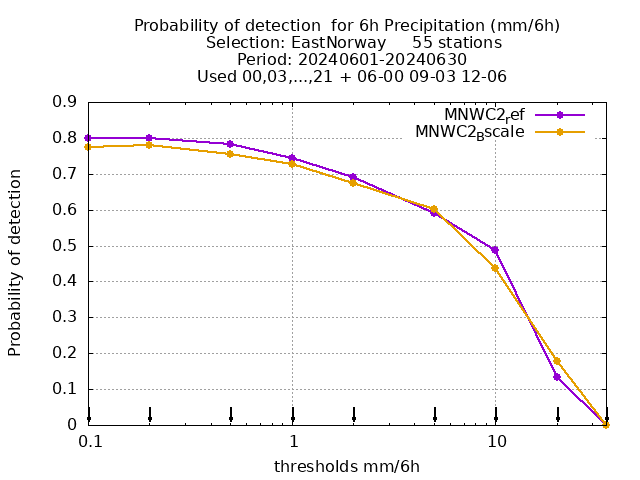 Probability of detection  for 6h Precipitation (mm/6h)
Selection: EastNorway     55 stations
Period: 20240601-20240630
Used 00,03,...,21 + 06-00 09-03 12-06
MNWC2ref
MNWC2Bscale
0.9
0.8
0.7
0.6
0.5
0.4
0.3
0.2
0.1
0
Probability of detection
0.1
1
10
thresholds mm/6h